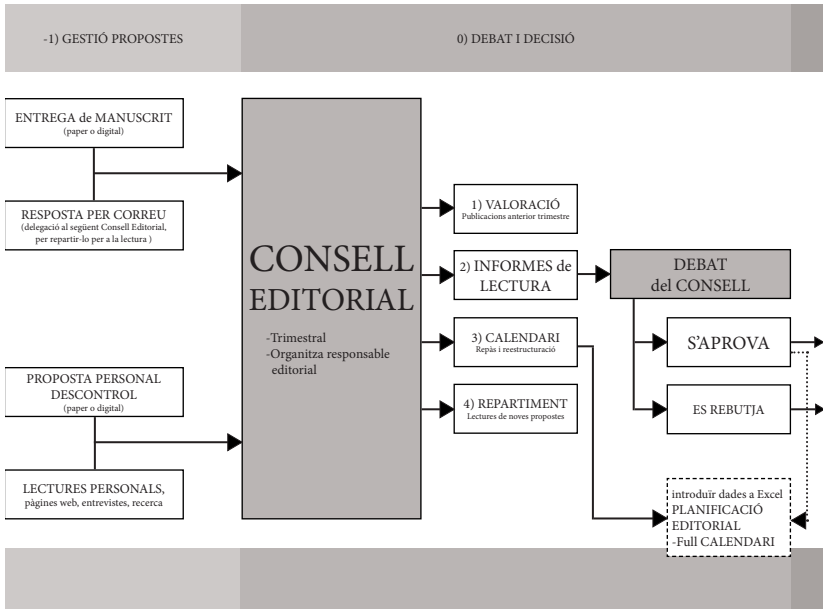 -1) GESTIÓ PROPOSTES
0) DEBAT I DECISIÓ
ENTREGA de MANUSCRIT
(paper o digital)
RESPOSTA PER CORREU
(delegació al següent Consell Editorial,
per repartir-lo per a la lectura )
PROPOSTA PERSONAL
DESCONTROL
(paper o digital)
LECTURES PERSONALS,
pàgines web, entrevistes, recerca
CONSELL
EDITORIAL
-Trimestral
-Organitza responsable
editorial
1) VALORACIÓ
Publicacions anterior trimestre
2) INFORMES de
LECTURA
3) CALENDARI
Repàs i reestructuració
4) REPARTIMENT
Lectures de noves propostes
DEBAT
del CONSELL
S'APROVA
ES REBUTJA
introduïr dades a Excel
PLANIFICACIÓ
EDITORIAL
-Full CALENDARI